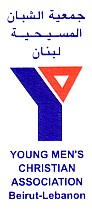 جمعية الشبان
المسيحية
لبنان
YOUNG MEN'S
CHRISTIAN
ASSOCIATION
Beirut-Lebanon